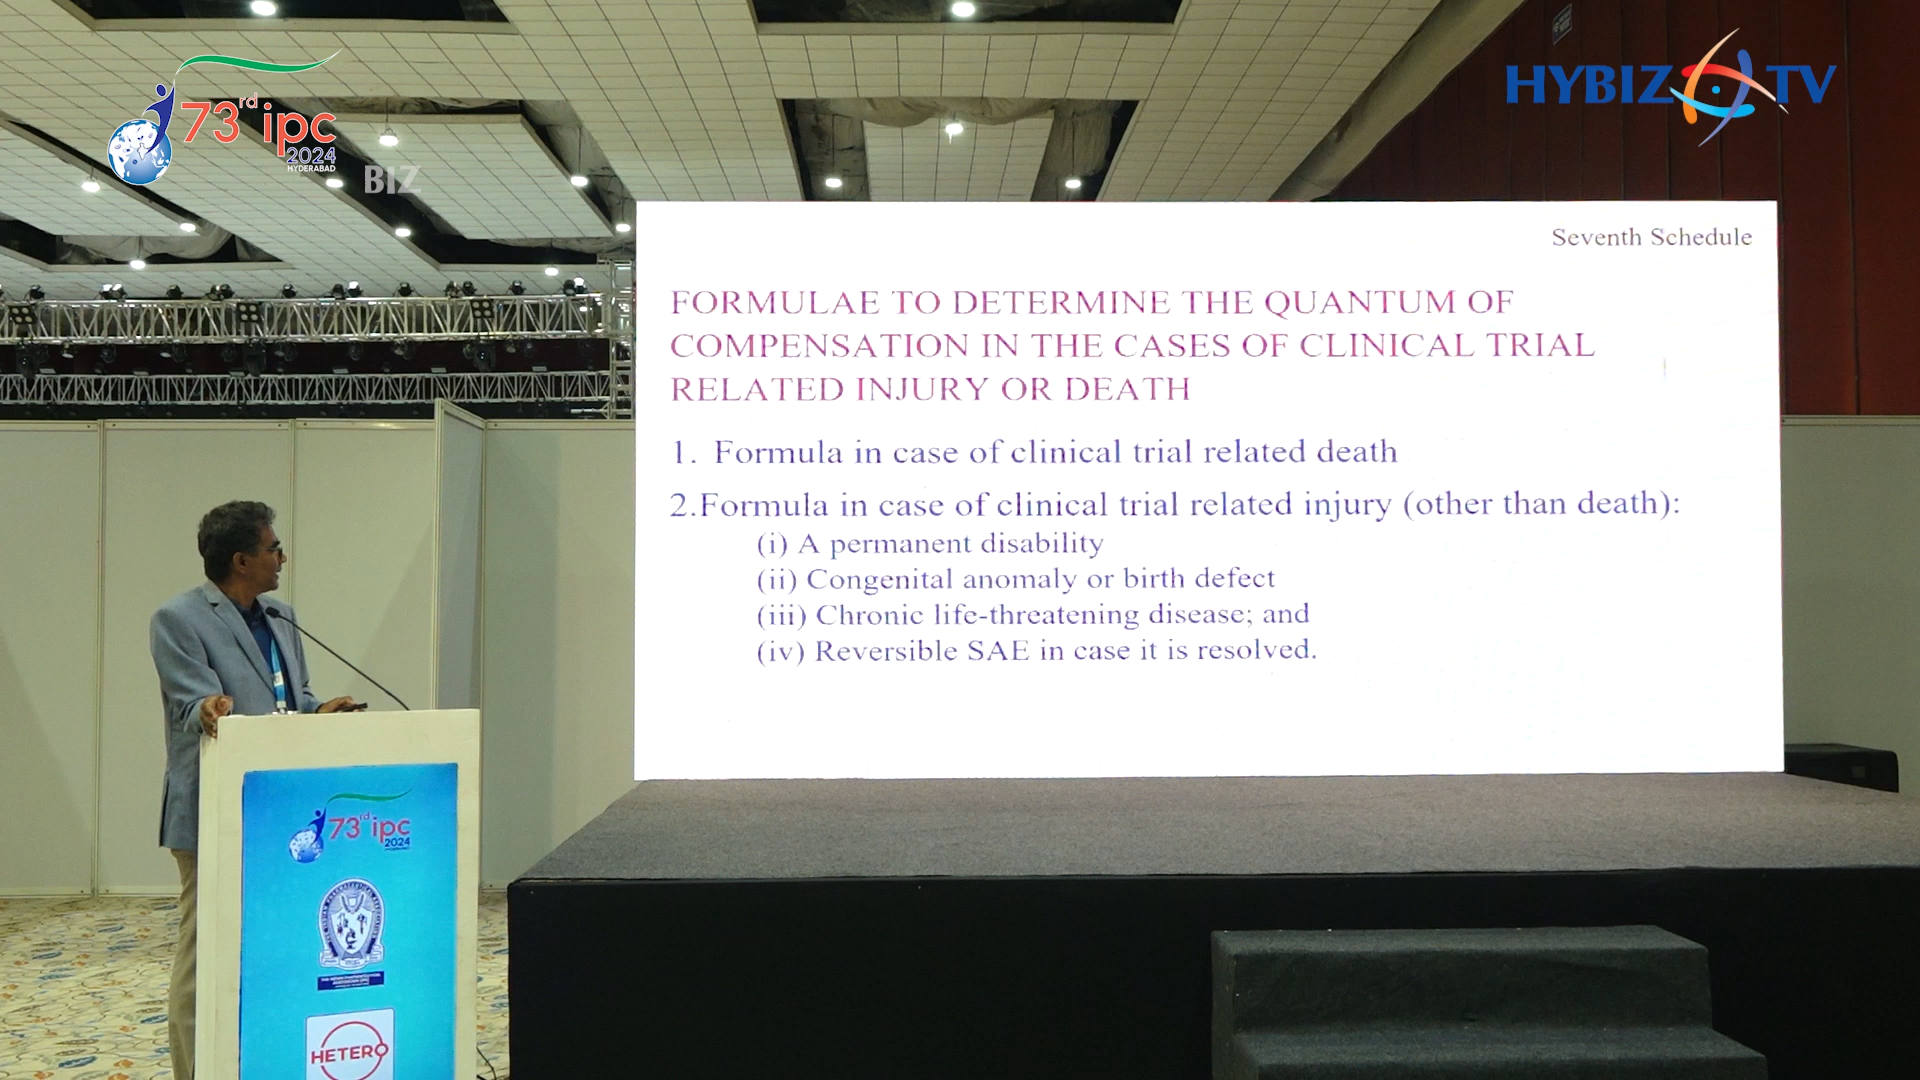 73rd ipc
2024
HYDERABAD
BIZ
HYBIZ TV
Seventh Schedule
FORMULAE TO DETERMINE THE QUANTUM OF
COMPENSATION IN THE CASES OF CLINICAL TRIAL
RELATED INJURY OR DEATH
1. Formula in case of clinical trial related death
2.Formula in case of clinical trial related injury (other than death):
(i) A permanent disability
(ii) Congenital anomaly or birth defect
(iii) Chronic life-threatening disease; and
(iv) Reversible SAE in case it is resolved.
73rd ipc
2024
HYDERABAD
HETERO